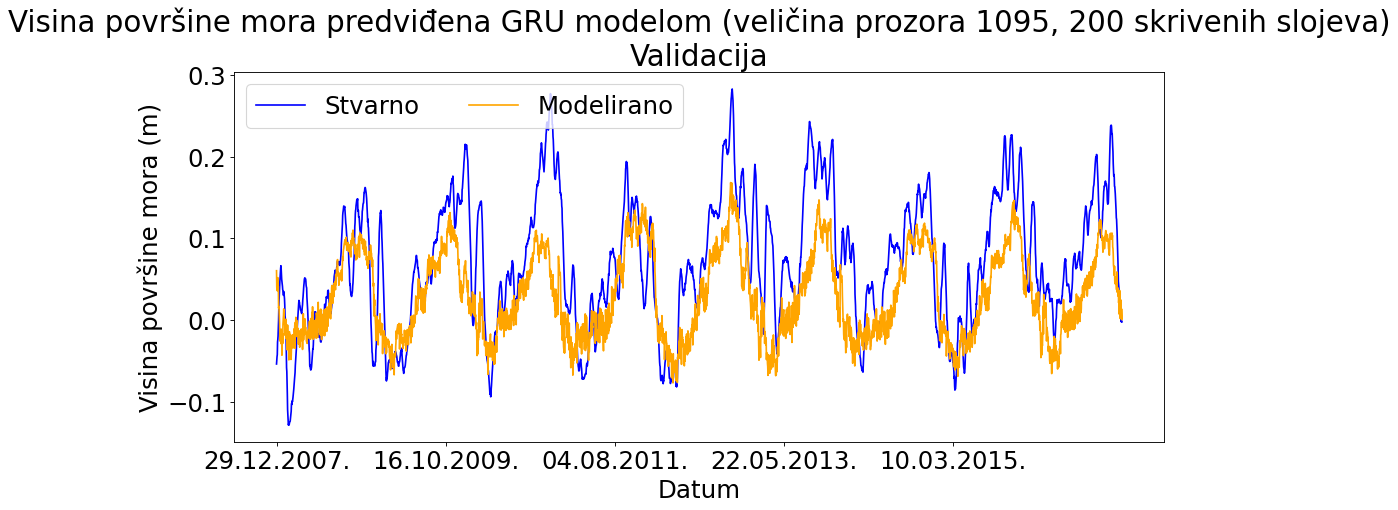 Visina površine mora predviđena GRU modelom (veličina prozora 1095, 200 skrivenih slojeva)
Validacija
Stvarno Modelirano
Visina površine mora (m)
0.3
0.2
0.1
0.0
−0.1
29.12.2007. 16.10.2009. 04.08.2011. 22.05.2013. 10.03.2015.
Datum